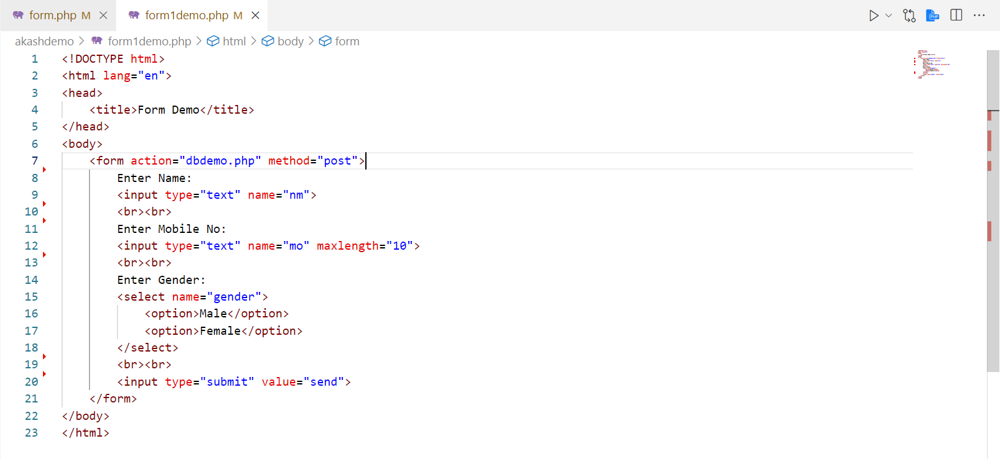 form.php M
form1demo.php M
akashdemo > form1demo.php > html > body > form
1 <!DOCTYPE html>
2 <html lang="en">
3 <head>
4     <title>Form Demo</title>
5 </head>
6 <body>
7     <form action="dbdemo.php" method="post">
8         Enter Name:
9         <input type="text" name="nm">
10         <br><br>
11         Enter Mobile No:
12         <input type="text" name="mo" maxlength="10">
13         <br><br>
14         Enter Gender:
15         <select name="gender">
16             <option>Male</option>
17             <option>Female</option>
18         </select>
19         <br><br>
20         <input type="submit" value="send">
21     </form>
22 </body>
23 </html>